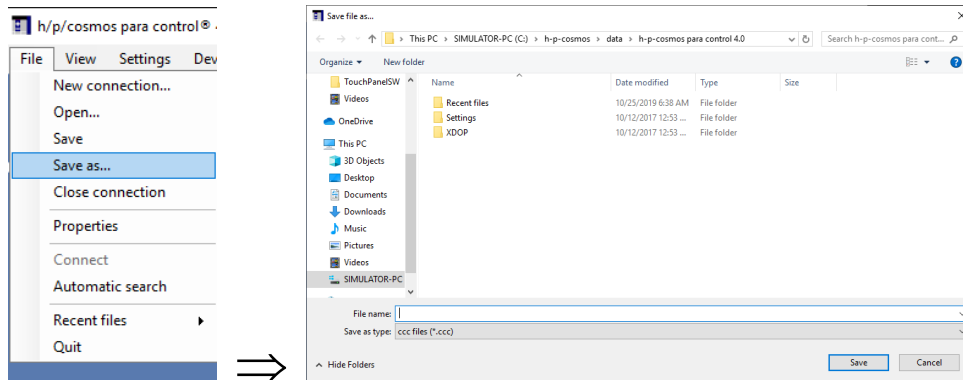 h/p/cosmos para control®
File View Settings Dev
New connection...
Open...
Save
Save as...
Close connection
Properties
Connect
Automatic search
Recent files
Quit
Save file as...
This PC > SIMULATOR-PC (C:) > h-p-cosmos > data > h-p-cosmos para control 4.0
Search h-p-cosmos para cont...
Organize New folder
TouchPanelSW
Videos
OneDrive
This PC
3D Objects
Desktop
Documents
Downloads
Music
Pictures
Videos
SIMULATOR-PC
Name Date modified Type Size
Recent files 10/25/2019 6:38 AM File folder
Settings 10/12/2017 12:53 ... File folder
XDOP 10/12/2017 12:53 ... File folder
File name:
Save as type: ccc files (*.ccc)
Hide Folders
Save Cancel